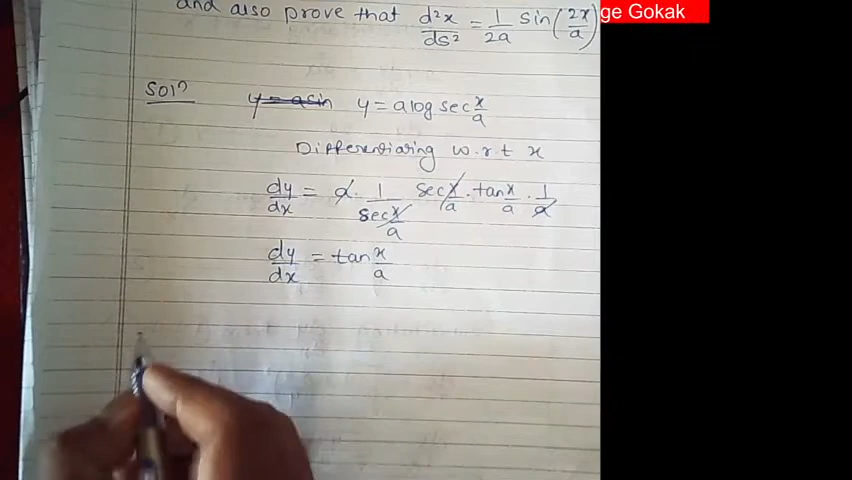 and also prove that d²x/ds² = 1/2a sin(2x/a)
ge Gokak
Solⁿ y = a sin y = a log sec x/a
Differentiating w.r.t x
dy/dx = a · 1/sec x/a sec x/a · tan x/a · 1/a
dy/dx = tan x/a